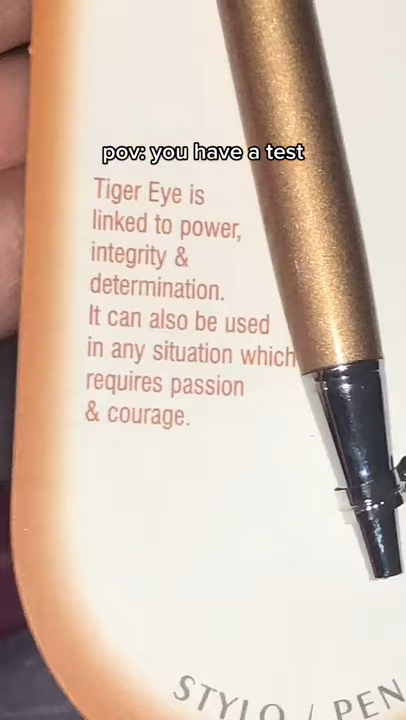 pov: you have a test
Tiger Eye is
linked to power,
integrity &
determination.
It can also be used
in any situation which
requires passion
& courage.
STYLO / PEN